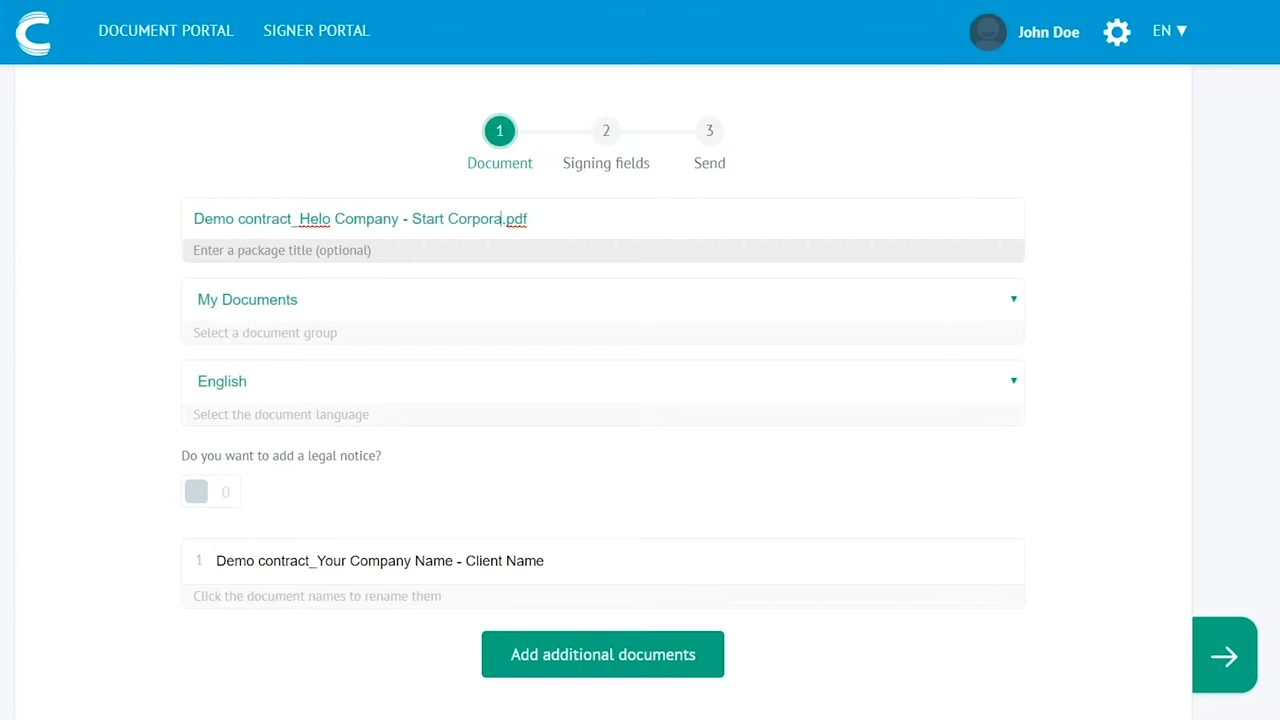 DOCUMENT PORTAL SIGNER PORTAL John Doe EN ▼
1 2 3
Document Signing fields Send
Demo contract_Helo Company - Start Corpora.pdf
Enter a package title (optional)
My Documents ▼
Select a document group
English ▼
Select the document language
Do you want to add a legal notice?
0
1 Demo contract_Your Company Name - Client Name
Click the document names to rename them
Add additional documents